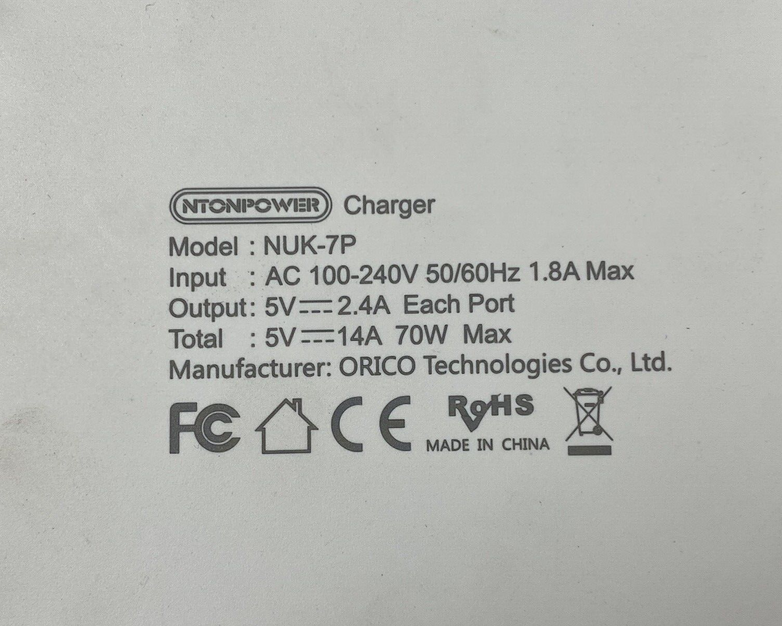 NTONPOWER Charger
Model : NUK-7P
Input : AC 100-240V 50/60Hz 1.8A Max
Output: 5V⎓2.4A Each Port
Total : 5V⎓14A 70W Max
Manufacturer: ORICO Technologies Co., Ltd.
FC CE RoHS
MADE IN CHINA